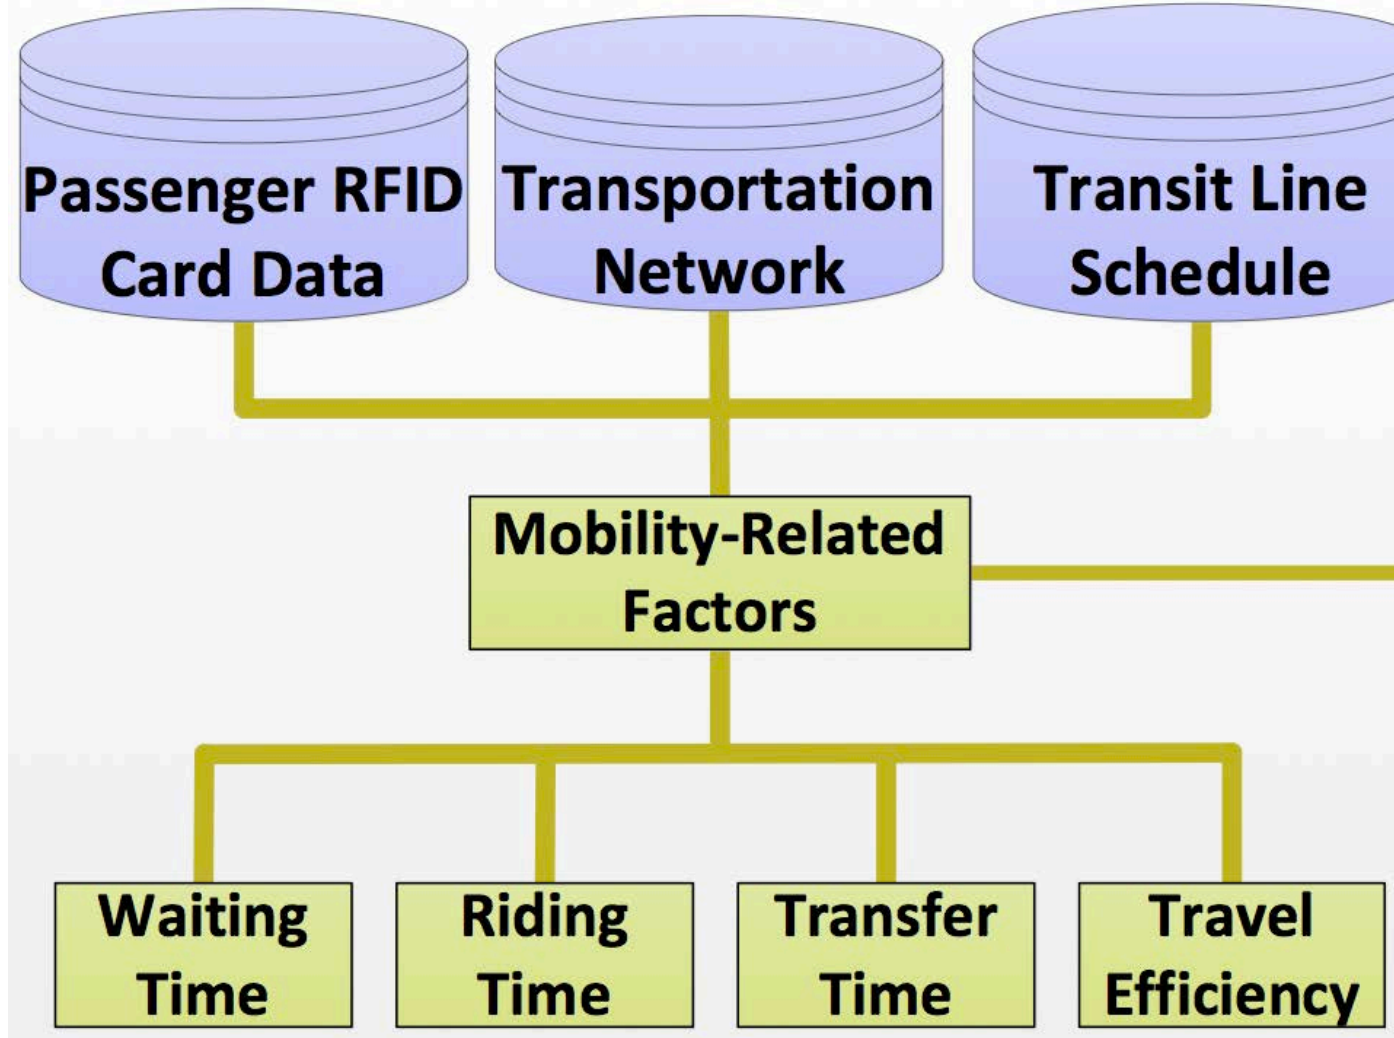 Passenger RFID
Card Data
Transportation
Network
Transit Line
Schedule
Mobility-Related
Factors
Waiting
Time
Riding
Time
Transfer
Time
Travel
Efficiency